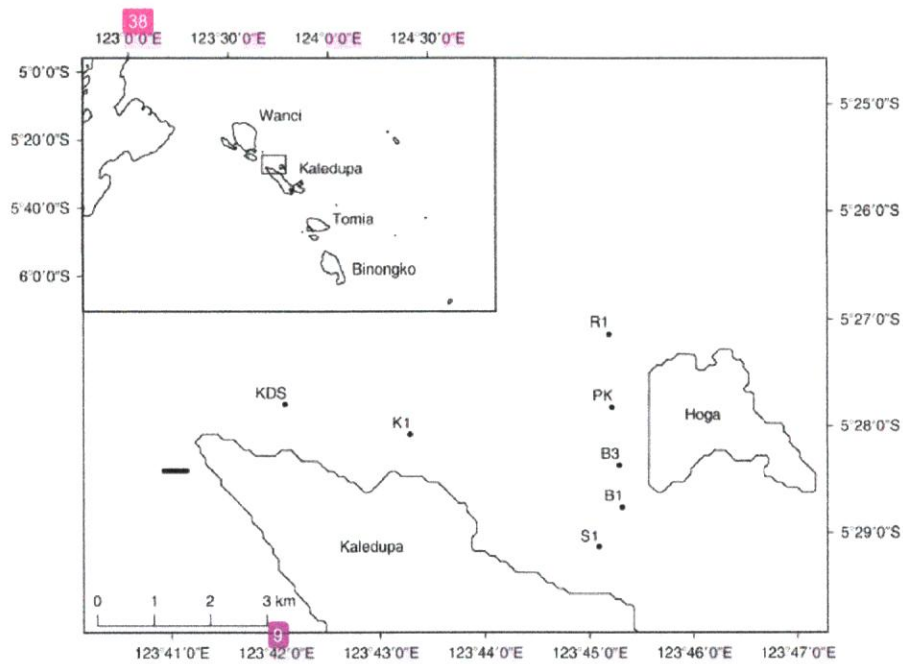 38
123°0'0"E 123°30'0"E 124°0'0"E 124°30'0"E
5°0'0"S
5°20'0"S
5°40'0"S
6°0'0"S
Wanci
Kaledupa
Tomia
Binongko
5°25'0"S
5°26'0"S
5°27'0"S
5°28'0"S
5°29'0"S
R1
KDS
PK
K1
Hoga
B3
B1
S1
Kaledupa
0 1 2 3 km
9
123°41'0"E 123°42'0"E 123°43'0"E 123°44'0"E 123°45'0"E 123°46'0"E 123°47'0"E